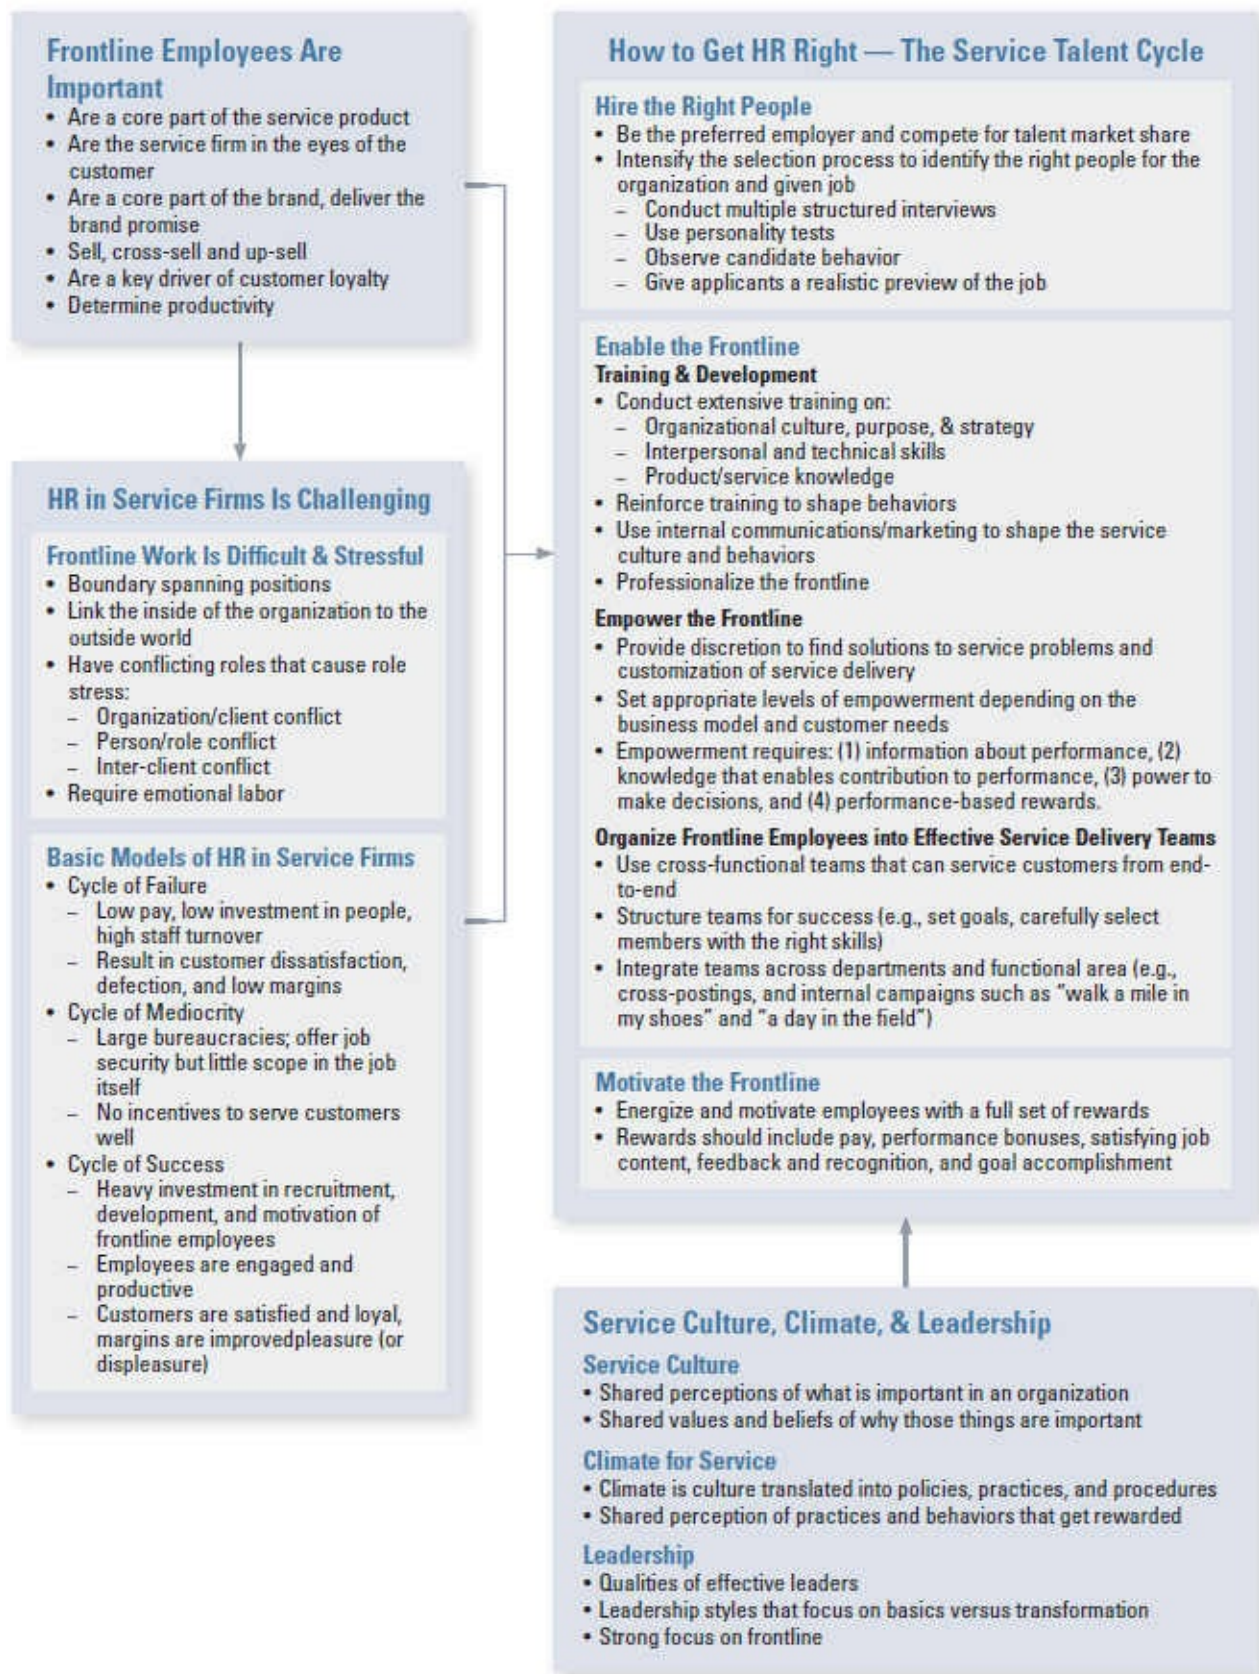 Frontline Employees Are
Important
• Are a core part of the service product
• Are the service firm in the eyes of the
customer
• Are a core part of the brand, deliver the
brand promise
• Sell, cross-sell and up-sell
• Are a key driver of customer loyalty
• Determine productivity
HR in Service Firms Is Challenging
Frontline Work Is Difficult & Stressful
• Boundary spanning positions
• Link the inside of the organization to the
outside world
• Have conflicting roles that cause role
stress:
– Organization/client conflict
– Person/role conflict
– Inter-client conflict
• Require emotional labor
Basic Models of HR in Service Firms
• Cycle of Failure
– Low pay, low investment in people,
high staff turnover
– Result in customer dissatisfaction,
defection, and low margins
• Cycle of Mediocrity
– Large bureaucracies; offer job
security but little scope in the job
itself
– No incentives to serve customers
well
• Cycle of Success
– Heavy investment in recruitment,
development, and motivation of
frontline employees
– Employees are engaged and
productive
– Customers are satisfied and loyal,
margins are improvedpleasure (or
displeasure)
How to Get HR Right — The Service Talent Cycle
Hire the Right People
• Be the preferred employer and compete for talent market share
• Intensify the selection process to identify the right people for the
organization and given job
– Conduct multiple structured interviews
– Use personality tests
– Observe candidate behavior
– Give applicants a realistic preview of the job
Enable the Frontline
Training & Development
• Conduct extensive training on:
– Organizational culture, purpose, & strategy
– Interpersonal and technical skills
– Product/service knowledge
• Reinforce training to shape behaviors
• Use internal communications/marketing to shape the service
culture and behaviors
• Professionalize the frontline
Empower the Frontline
• Provide discretion to find solutions to service problems and
customization of service delivery
• Set appropriate levels of empowerment depending on the
business model and customer needs
• Empowerment requires: (1) information about performance, (2)
knowledge that enables contribution to performance, (3) power to
make decisions, and (4) performance-based rewards.
Organize Frontline Employees into Effective Service Delivery Teams
• Use cross-functional teams that can service customers from end-
to-end
• Structure teams for success (e.g., set goals, carefully select
members with the right skills)
• Integrate teams across departments and functional area (e.g.,
cross-postings, and internal campaigns such as “walk a mile in
my shoes” and “a day in the field”)
Motivate the Frontline
• Energize and motivate employees with a full set of rewards
• Rewards should include pay, performance bonuses, satisfying job
content, feedback and recognition, and goal accomplishment
Service Culture, Climate, & Leadership
Service Culture
• Shared perceptions of what is important in an organization
• Shared values and beliefs of why those things are important
Climate for Service
• Climate is culture translated into policies, practices, and procedures
• Shared perception of practices and behaviors that get rewarded
Leadership
• Qualities of effective leaders
• Leadership styles that focus on basics versus transformation
• Strong focus on frontline